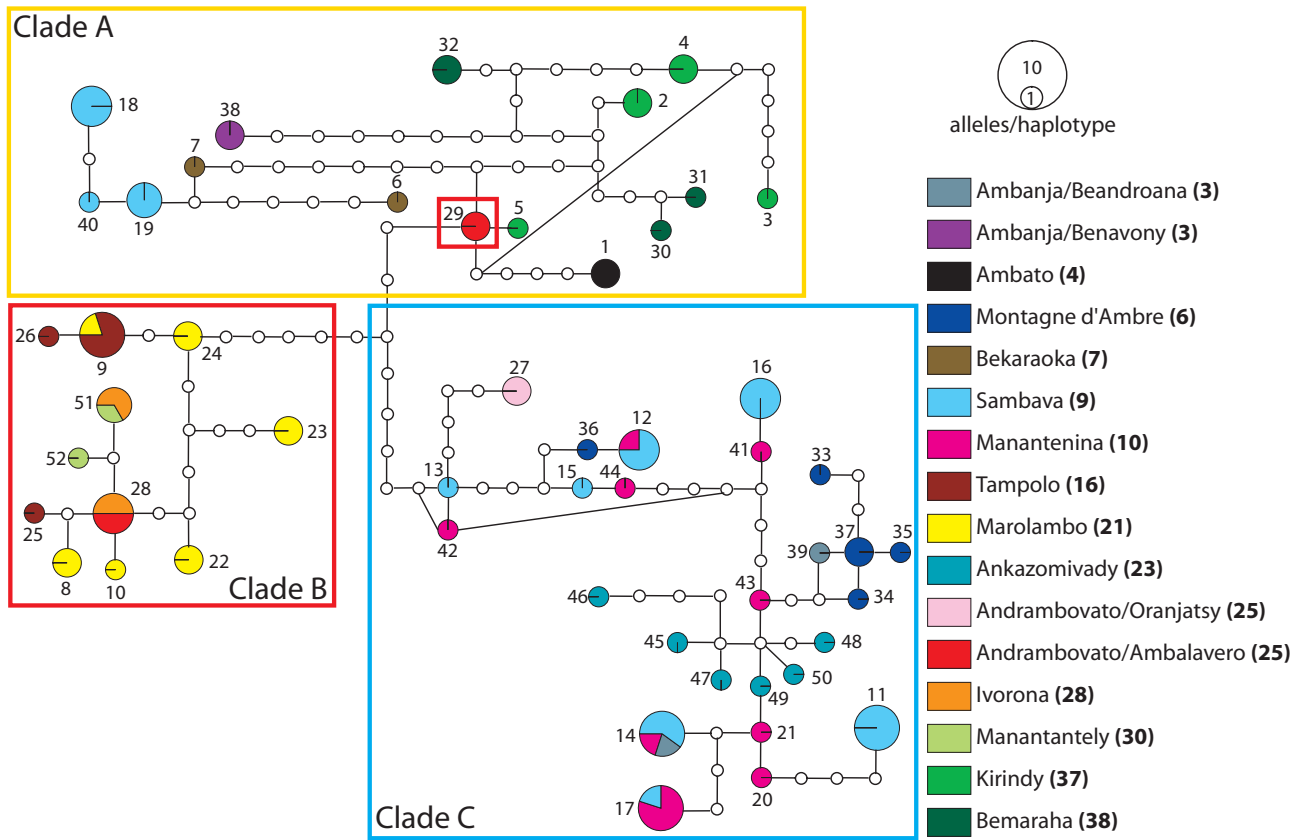 Clade A
32
4
18
38
2
7
6
31
29
5
3
40
19
30
1
26
9
24
27
16
51
36
12
23
41
52
13
15
44
33
28
25
42
39
37
35
8
10
22
Clade B
43
34
46
45
48
47
50
49
11
14
21
17
20
Clade C
10
1
alleles/haplotype
Ambanja/Beandroana (3)
Ambanja/Benavony (3)
Ambato (4)
Montagne d'Ambre (6)
Bekaraoka (7)
Sambava (9)
Manantenina (10)
Tampolo (16)
Marolambo (21)
Ankazomivady (23)
Andrambovato/Oranjatsy (25)
Andrambovato/Ambalavero (25)
Ivorona (28)
Manantantely (30)
Kirindy (37)
Bemaraha (38)